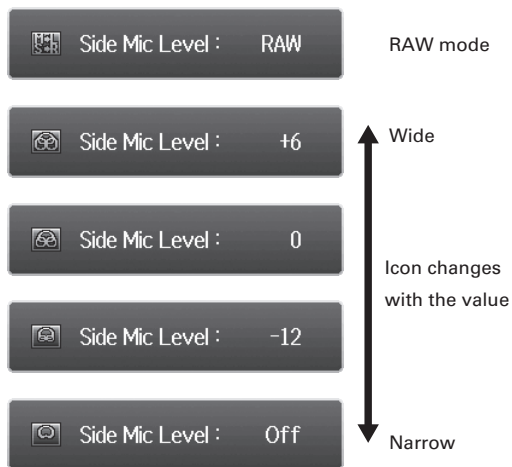 Side Mic Level : RAW
RAW mode
Side Mic Level : +6
Wide
Side Mic Level : 0
Icon changes
with the value
Side Mic Level : -12
Side Mic Level : Off
Narrow